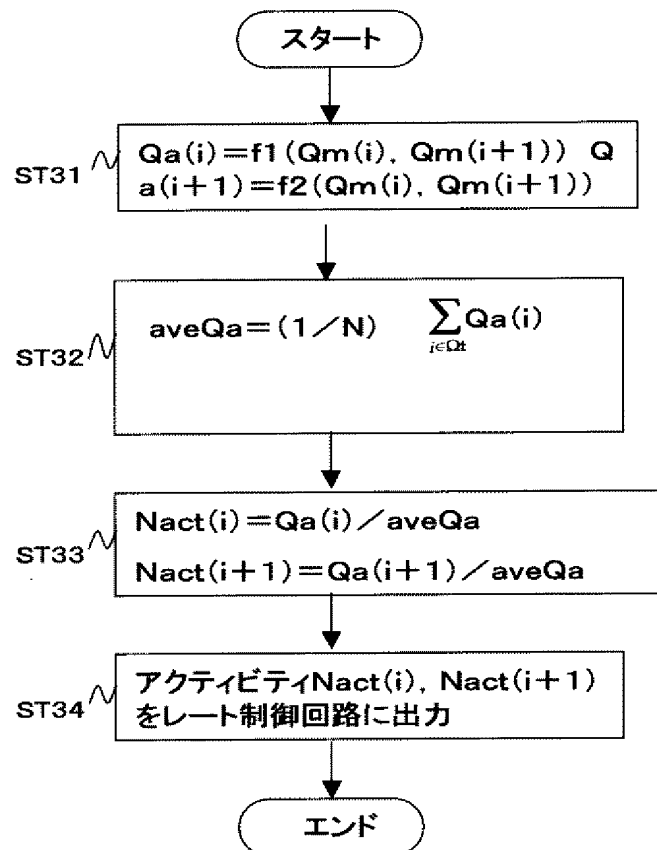 スタート
ST31
Qa(i)=f1(Qm(i), Qm(i+1)) Q
a(i+1)=f2(Qm(i), Qm(i+1))
ST32
aveQa=(1/N) ∑Qa(i)
i∈Ωt
ST33
Nact(i)=Qa(i)/aveQa
Nact(i+1)=Qa(i+1)/aveQa
ST34
アクティビティNact(i), Nact(i+1)
をレート制御回路に出力
エンド